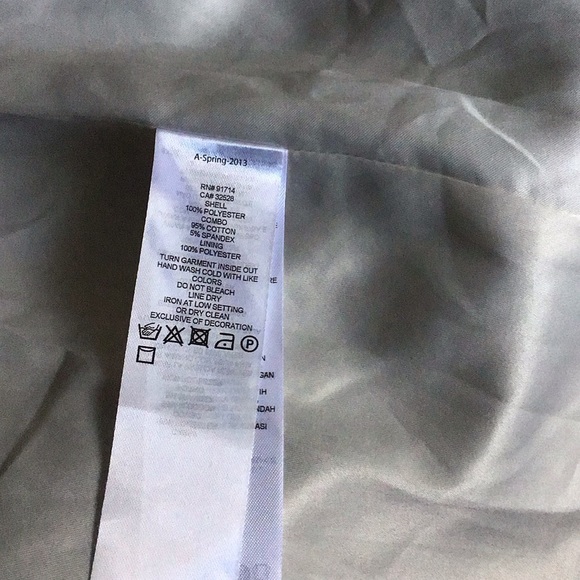 A-Spring-2013
RN# 91714
CA# 32528
SHELL
100% POLYESTER
COMBO
95% COTTON
5% SPANDEX
LINING
100% POLYESTER
TURN GARMENT INSIDE OUT
HAND WASH COLD WITH LIKE
COLORS
DO NOT BLEACH
LINE DRY
IRON AT LOW SETTING
OR DRY CLEAN
EXCLUSIVE OF DECORATION
P